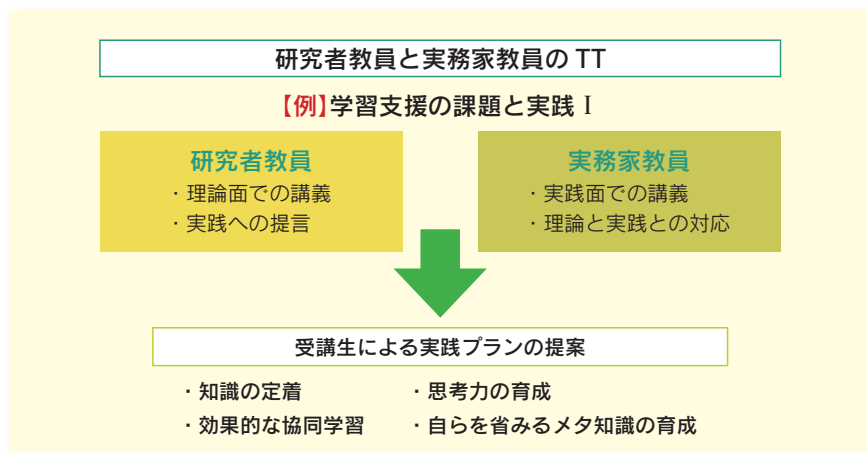 研究者教員と実務家教員の TT
【例】学習支援の課題と実践 Ⅰ
研究者教員
・理論面での講義
・実践への提言
実務家教員
・実践面での講義
・理論と実践との対応
受講生による実践プランの提案
・知識の定着
・思考力の育成
・効果的な協同学習
・自らを省みるメタ知識の育成